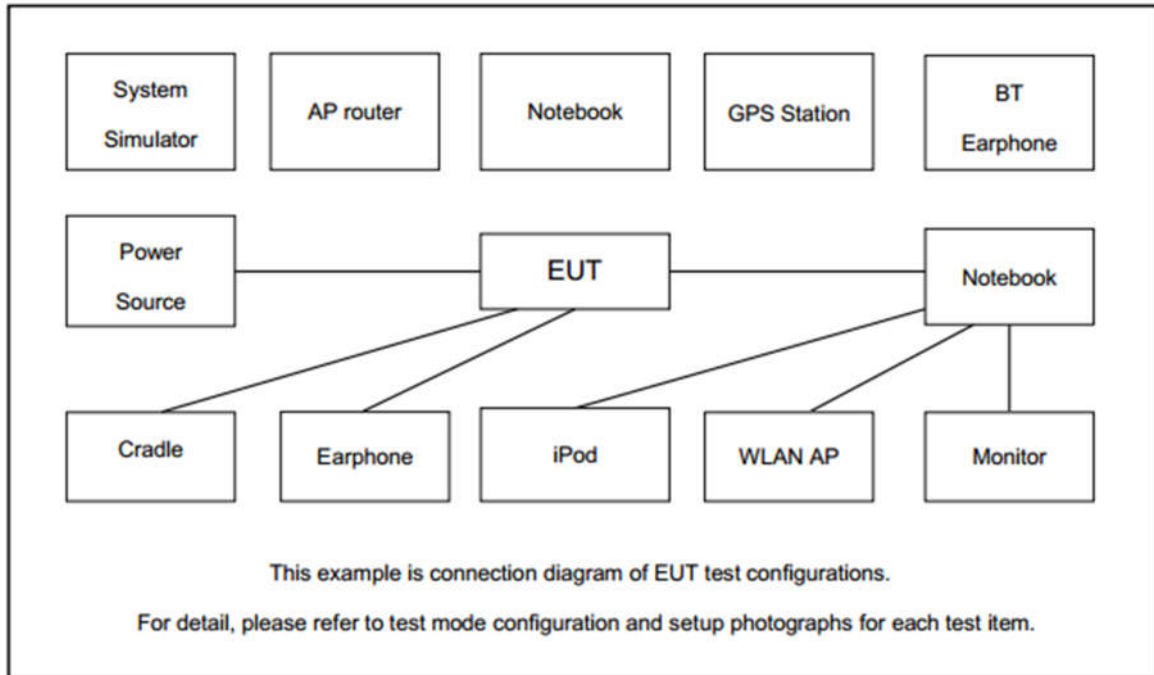 System
Simulator
AP router
Notebook
GPS Station
BT
Earphone
Power
Source
EUT
Notebook
Cradle
Earphone
iPod
WLAN AP
Monitor
This example is connection diagram of EUT test configurations.
For detail, please refer to test mode configuration and setup photographs for each test item.